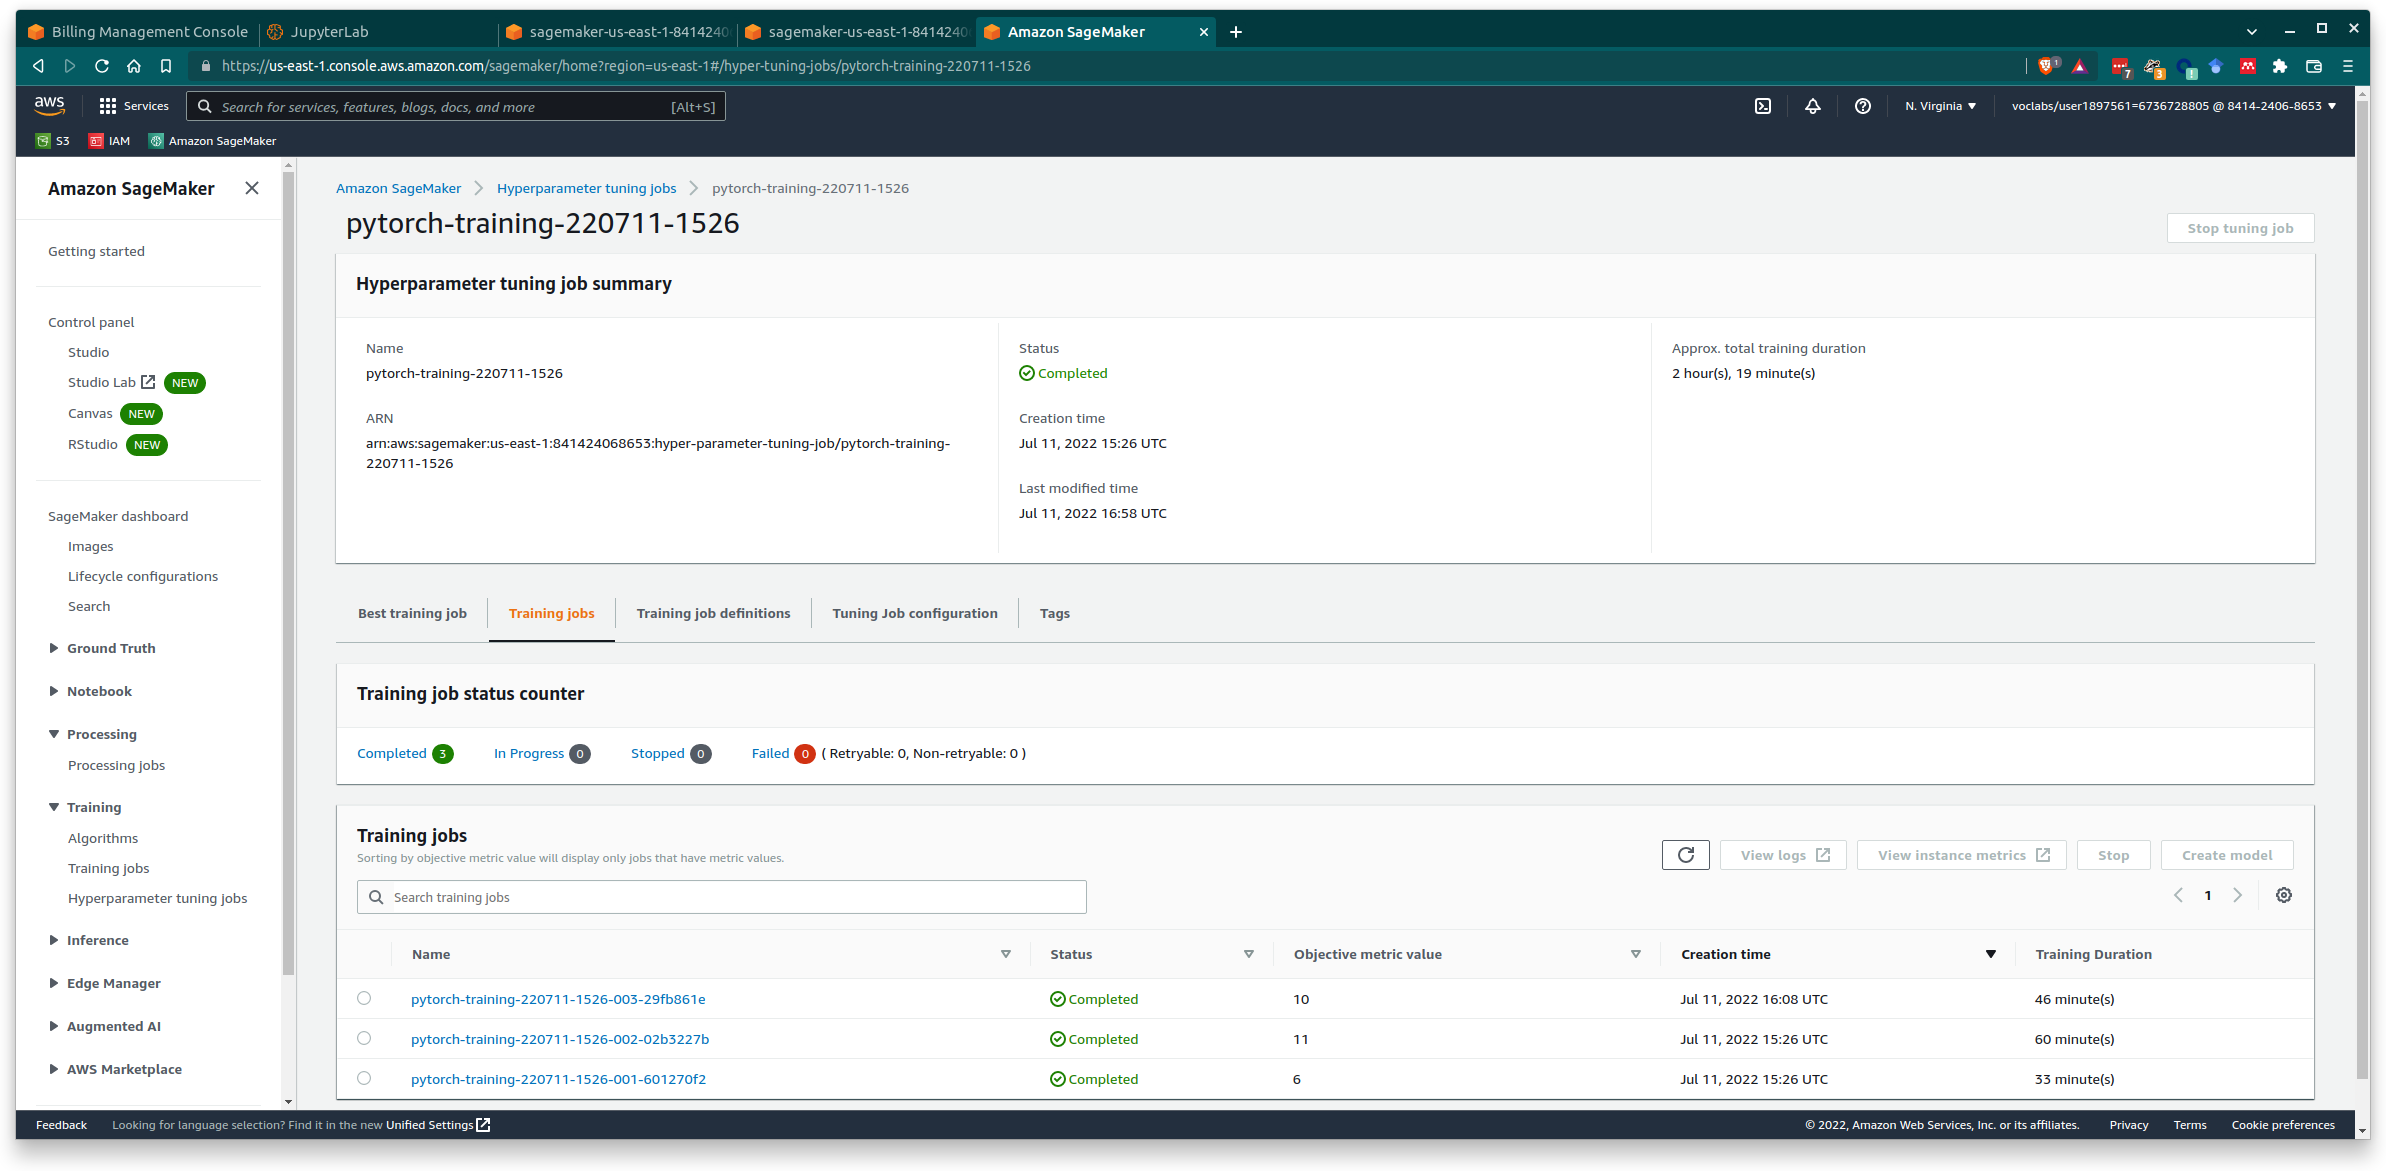 Billing Management Console
JupyterLab
sagemaker-us-east-1-8414240
sagemaker-us-east-1-8414240
Amazon SageMaker
https://us-east-1.console.aws.amazon.com/sagemaker/home?region=us-east-1#/hyper-tuning-jobs/pytorch-training-220711-1526
1
7
3
aws
Services
Search for services, features, blogs, docs, and more
[Alt+S]
N. Virginia
voclabs/user1897561=6736728805 @ 8414-2406-8653
S3
IAM
Amazon SageMaker
Amazon SageMaker
Getting started
Control panel
Studio
Studio Lab NEW
Canvas NEW
RStudio NEW
SageMaker dashboard
Images
Lifecycle configurations
Search
Ground Truth
Notebook
Processing
Processing jobs
Training
Algorithms
Training jobs
Hyperparameter tuning jobs
Inference
Edge Manager
Augmented AI
AWS Marketplace
Amazon SageMaker
Hyperparameter tuning jobs
pytorch-training-220711-1526
pytorch-training-220711-1526
Stop tuning job
Hyperparameter tuning job summary
Name
pytorch-training-220711-1526
ARN
arn:aws:sagemaker:us-east-1:841424068653:hyper-parameter-tuning-job/pytorch-training-
220711-1526
Status
Completed
Creation time
Jul 11, 2022 15:26 UTC
Last modified time
Jul 11, 2022 16:58 UTC
Approx. total training duration
2 hour(s), 19 minute(s)
Best training job
Training jobs
Training job definitions
Tuning Job configuration
Tags
Training job status counter
Completed 3
In Progress 0
Stopped 0
Failed 0 ( Retryable: 0, Non-retryable: 0 )
Training jobs
Sorting by objective metric value will display only jobs that have metric values.
View logs
View instance metrics
Stop
Create model
Search training jobs
1
Name Status Objective metric value Creation time Training Duration
pytorch-training-220711-1526-003-29fb861e Completed 10 Jul 11, 2022 16:08 UTC 46 minute(s)
pytorch-training-220711-1526-002-02b3227b Completed 11 Jul 11, 2022 15:26 UTC 60 minute(s)
pytorch-training-220711-1526-001-601270f2 Completed 6 Jul 11, 2022 15:26 UTC 33 minute(s)
Feedback
Looking for language selection? Find it in the new Unified Settings
© 2022, Amazon Web Services, Inc. or its affiliates.
Privacy
Terms
Cookie preferences